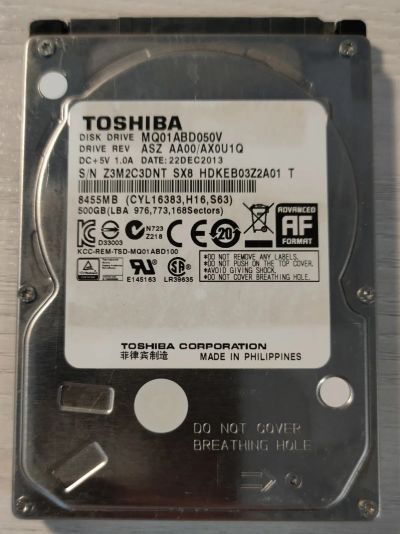 TOSHIBA
DISK DRIVE MQ01ABD050V
DRIVE REV ASZ AA00/AX0U1Q
DC+5V 1.0A DATE:22DEC2013
S/N Z3M2C3DNT SX8 HDKEB03Z2A01 T
8455MB (CYL16383,H16,S63)
500GB(LBA 976,773,168Sectors)
ADVANCED
AF
FORMAT
D33003
N723
Z218
20
KCC-REM-TSD-MQ01ABD100
E145163
LR39635
*DO NOT REMOVE ANY LABELS.
*DO NOT PUSH ON THE TOP COVER.
*AVOID GIVING SHOCK.
*DO NOT COVER BREATHING HOLE.
TOSHIBA CORPORATION
菲律宾制造 MADE IN PHILIPPINES
DO NOT COVER
BREATHING HOLE